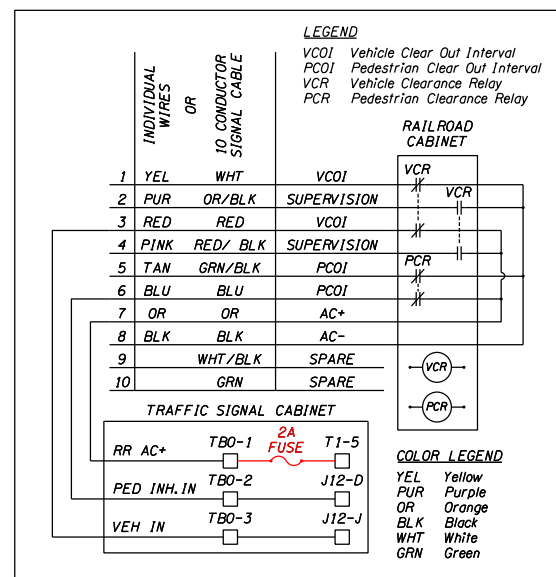 LEGEND
VCOI Vehicle Clear Out Interval
PCOI Pedestrian Clear Out Interval
VCR Vehicle Clearance Relay
PCR Pedestrian Clearance Relay
INDIVIDUAL
WIRES
OR
10 CONDUCTOR
SIGNAL CABLE
RAILROAD
CABINET
1 YEL WHT VCOI
2 PUR OR/BLK SUPERVISION
3 RED RED VCOI
4 PINK RED/ BLK SUPERVISION
5 TAN GRN/BLK PCOI
6 BLU BLU PCOI
7 OR OR AC+
8 BLK BLK AC-
9 WHT/BLK SPARE
10 GRN SPARE
VCR
VCR
PCR
VCR
PCR
TRAFFIC SIGNAL CABINET
RR AC+ TBO-1 2A T1-5
FUSE
PED INH.IN TBO-2 J12-D
VEH IN TBO-3 J12-J
COLOR LEGEND
YEL Yellow
PUR Purple
OR Orange
BLK Black
WHT White
GRN Green